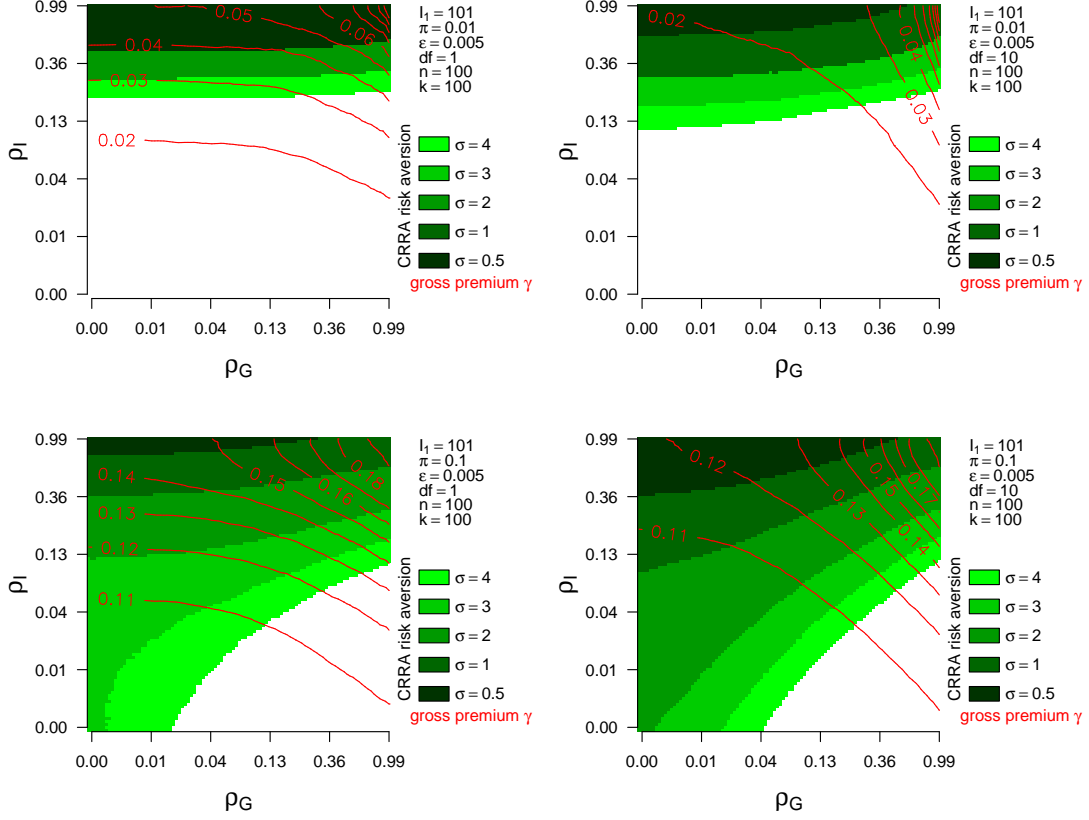 0.99
0.36
0.13
0.04
0.01
0.00
ρI
0.05
0.06
0.04
0.03
0.02
0.00
0.01
0.04
0.13
0.36
0.99
ρG
I1 = 101
π = 0.01
ε = 0.005
df = 1
n = 100
k = 100
CRRA risk aversion
σ = 4
σ = 3
σ = 2
σ = 1
σ = 0.5
gross premium γ
0.99
0.36
0.13
0.04
0.01
0.00
ρI
0.02
0.04
0.03
0.00
0.01
0.04
0.13
0.36
0.99
ρG
I1 = 101
π = 0.01
ε = 0.005
df = 10
n = 100
k = 100
CRRA risk aversion
σ = 4
σ = 3
σ = 2
σ = 1
σ = 0.5
gross premium γ
0.99
0.36
0.13
0.04
0.01
0.00
ρI
0.14
0.15
0.16
0.18
0.13
0.12
0.11
0.00
0.01
0.04
0.13
0.36
0.99
ρG
I1 = 101
π = 0.1
ε = 0.005
df = 1
n = 100
k = 100
CRRA risk aversion
σ = 4
σ = 3
σ = 2
σ = 1
σ = 0.5
gross premium γ
0.99
0.36
0.13
0.04
0.01
0.00
ρI
0.12
0.11
0.13
0.15
0.17
0.14
0.00
0.01
0.04
0.13
0.36
0.99
ρG
I1 = 101
π = 0.1
ε = 0.005
df = 10
n = 100
k = 100
CRRA risk aversion
σ = 4
σ = 3
σ = 2
σ = 1
σ = 0.5
gross premium γ